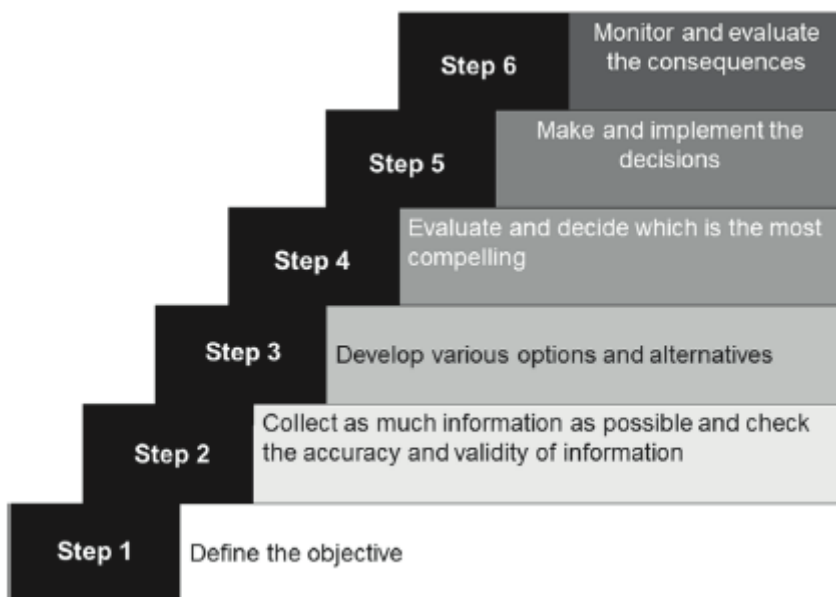 Step 6
Monitor and evaluate
the consequences
Step 5
Make and implement the
decisions
Step 4
Evaluate and decide which is the most
compelling
Step 3
Develop various options and alternatives
Step 2
Collect as much information as possible and check
the accuracy and validity of information
Step 1
Define the objective